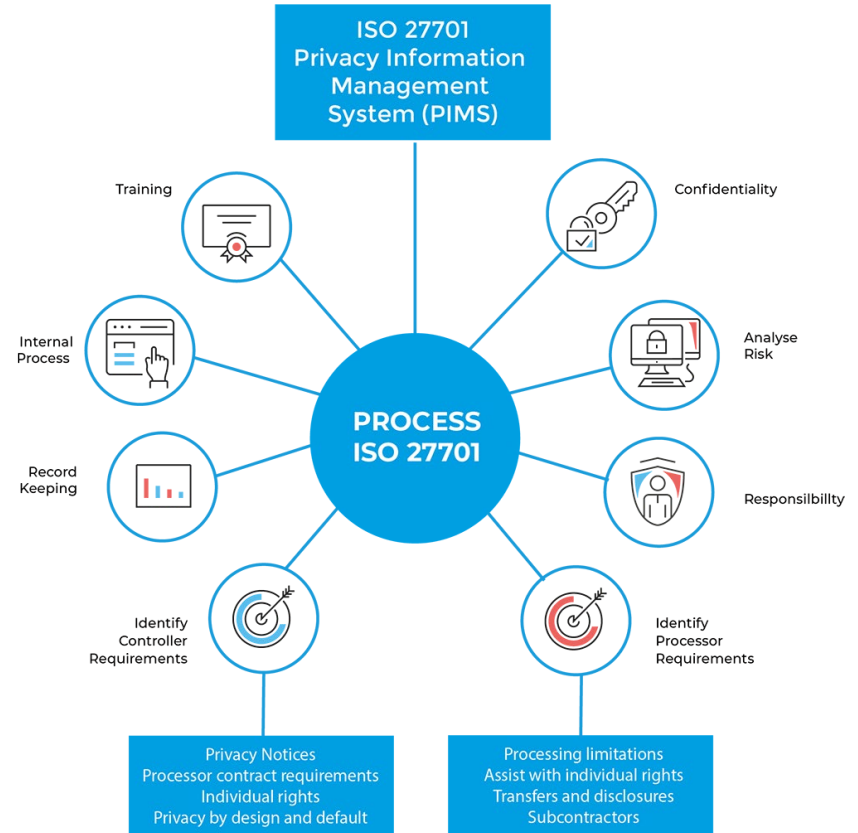 ISO 27701
Privacy Information
Management
System (PIMS)
Training
Confidentiality
Internal
Process
Analyse
Risk
PROCESS
ISO 27701
Record
Keeping
Responsilbillty
Identify
Controller
Requirements
Identify
Processor
Requirements
Privacy Notices
Processor contract requirements
Individual rights
Privacy by design and default
Processing limitations
Assist with individual rights
Transfers and disclosures
Subcontractors